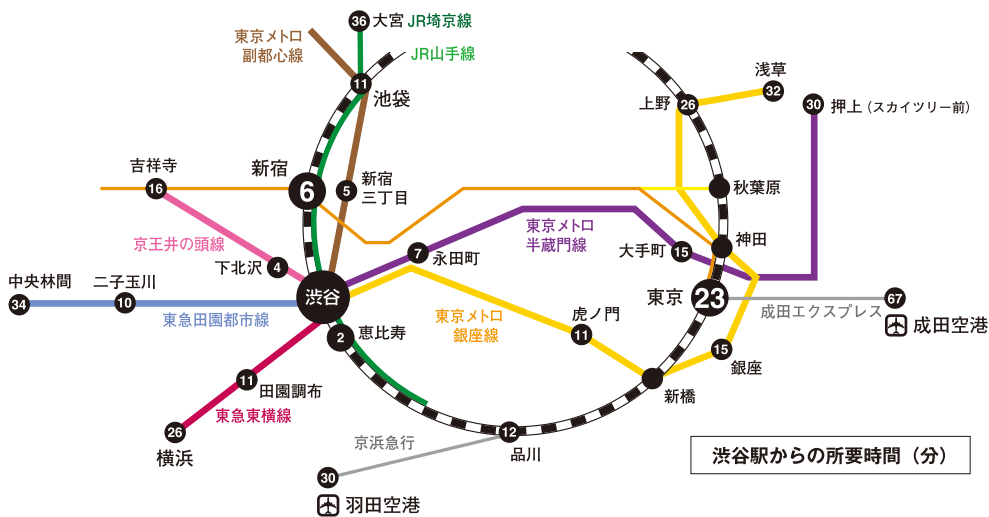 36
大宮
JR埼京線
東京メトロ
副都心線
JR山手線
11
池袋
浅草
32
上野
26
30
押上(スカイツリー前)
吉祥寺
16
新宿
6
5
新宿
三丁目
秋葉原
京王井の頭線
東京メトロ
半蔵門線
下北沢
4
7
永田町
大手町
15
神田
中央林間
34
二子玉川
10
渋谷
東京
23
67
東急田園都市線
成田エクスプレス
成田空港
東京メトロ
銀座線
虎ノ門
11
2
恵比寿
15
銀座
11
田園調布
新橋
東急東横線
26
横浜
京浜急行
12
品川
渋谷駅からの所要時間(分)
30
羽田空港